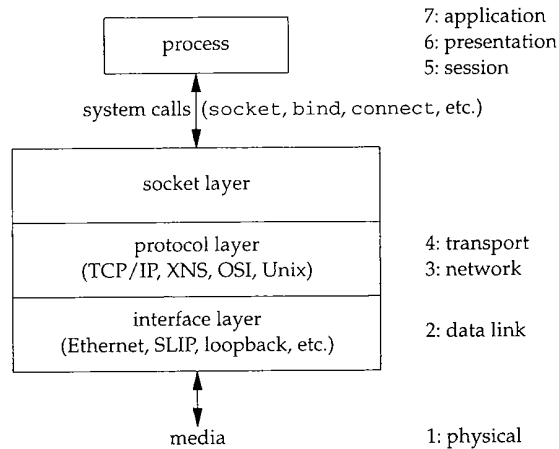 process
7: application
6: presentation
5: session
system calls (socket, bind, connect, etc.)
socket layer
protocol layer
(TCP/IP, XNS, OSI, Unix)
4: transport
3: network
interface layer
(Ethernet, SLIP, loopback, etc.)
2: data link
media
1: physical